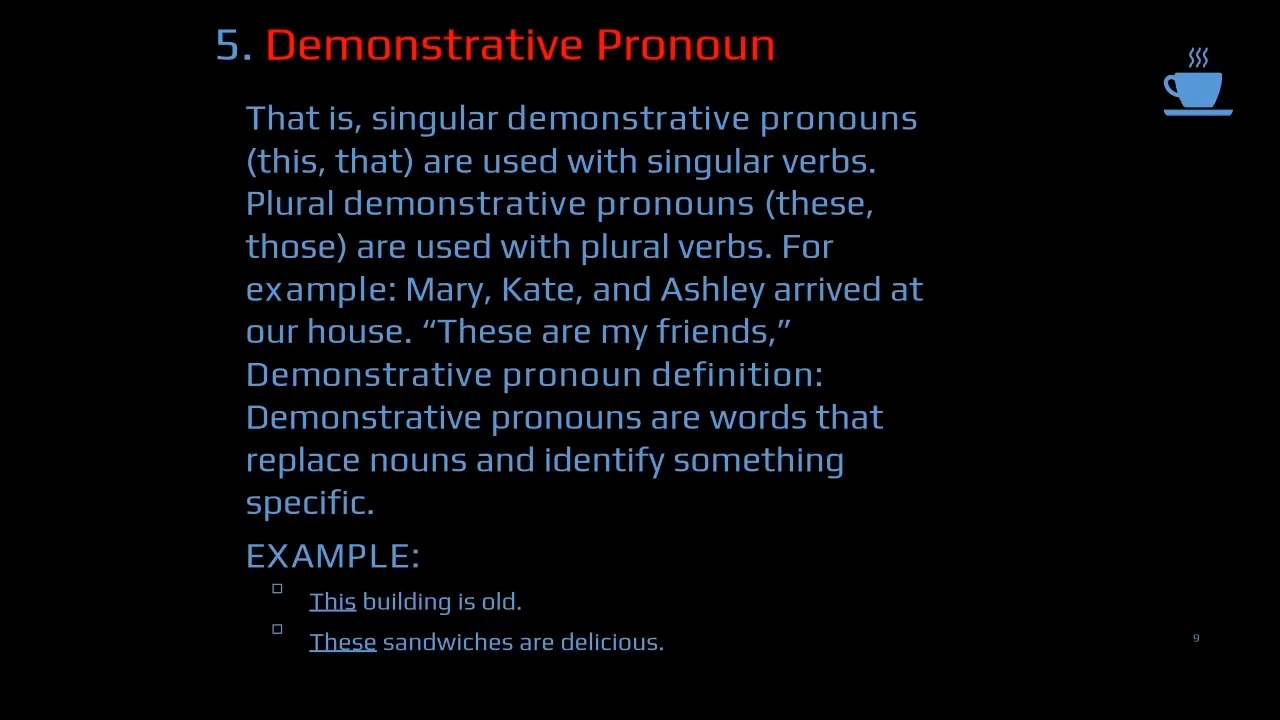 5. Demonstrative Pronoun
That is, singular demonstrative pronouns
(this, that) are used with singular verbs.
Plural demonstrative pronouns (these,
those) are used with plural verbs. For
example: Mary, Kate, and Ashley arrived at
our house. “These are my friends,”
Demonstrative pronoun definition:
Demonstrative pronouns are words that
replace nouns and identify something
specific.
EXAMPLE:
This building is old.
These sandwiches are delicious.
9